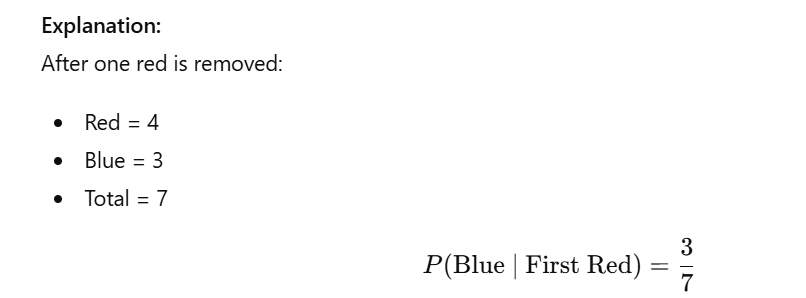 Explanation:
After one red is removed:
• Red = 4
• Blue = 3
• Total = 7
P(Blue | First Red) = 3/7